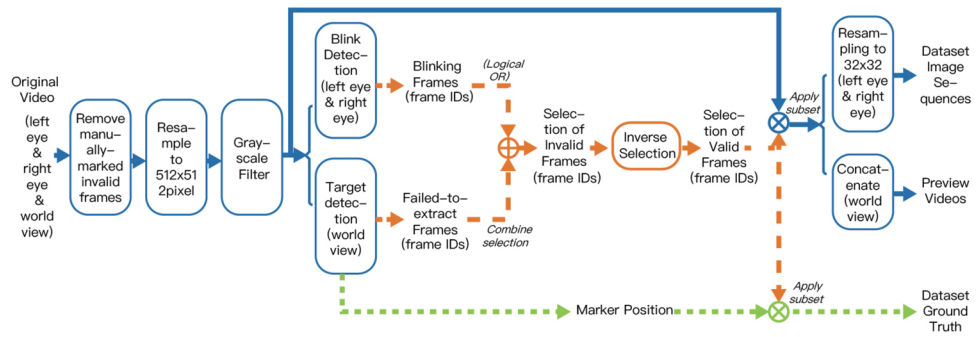 Original
Video
(left
eye
&
right
eye
&
world
view)
Remove
manu-
ally-
marked
invalid
frames
Resa-
mple
to
512x51
2pixel
Gray-
scale
Filter
Blink
Detec-
tion
(left eye
& right
eye)
Target
detec-
tion
(world
view)
Blinking
Frames
(frame IDs)
Failed-to-
extract
Frames
(frame IDs)
(Logical
OR)
Combine
selection
Selection
of
Invalid
Frames
(frame IDs)
Inverse
Selection
Selection
of
Valid
Frames
(frame IDs)
Apply
subset
Resam-
pling to
32x32
(left
eye
& right
eye)
Dataset
Image
Se-
quences
Concat-
enate
(world
view)
Preview
Videos
Marker Position
Apply
subset
Dataset
Ground
Truth